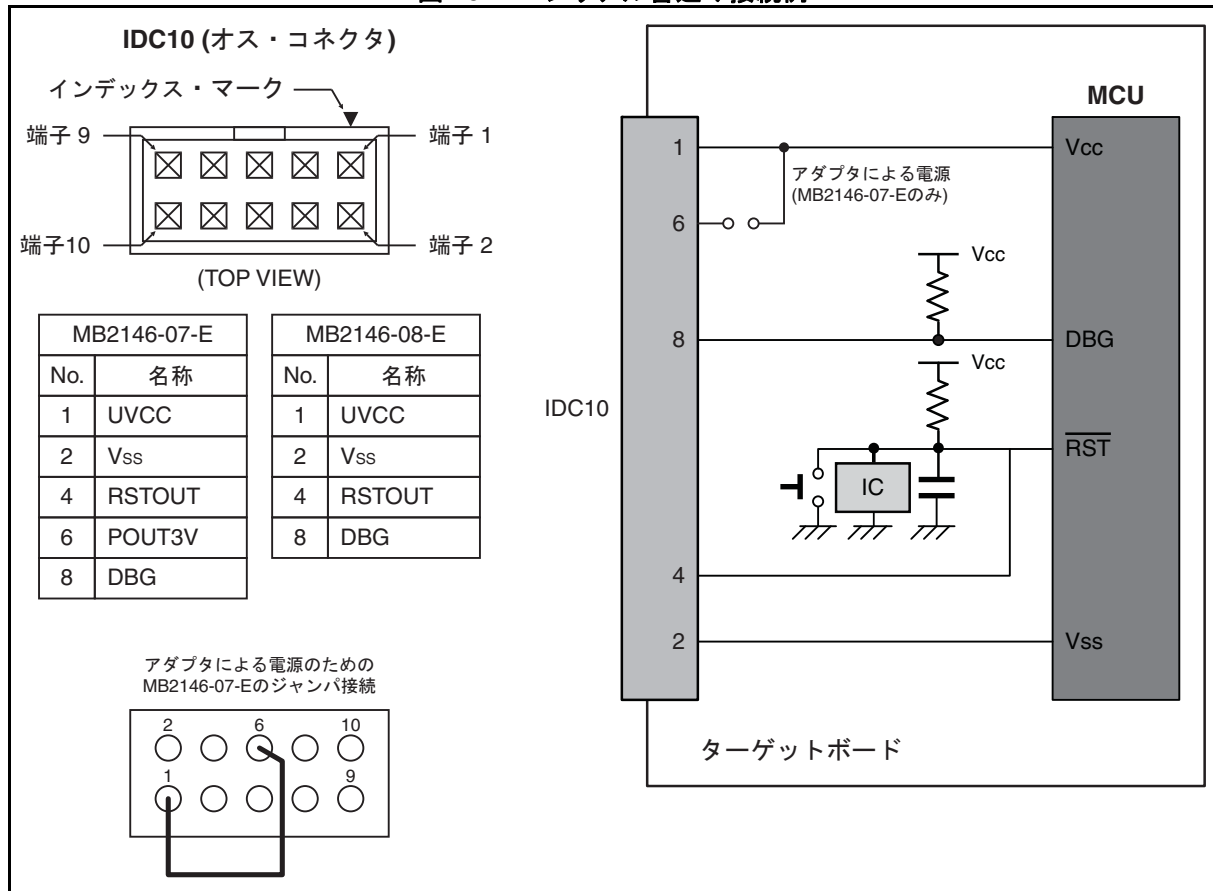 IDC10 (オス・コネクタ)
インデックス・マーク
端子 9
端子 1
端子10
端子 2
(TOP VIEW)
MB2146-07-E
No. 名称
1 UVCC
2 Vss
4 RSTOUT
6 POUT3V
8 DBG
MB2146-08-E
No. 名称
1 UVCC
2 Vss
4 RSTOUT
8 DBG
アダプタによる電源のための
MB2146-07-Eのジャンパ接続
2 6 10
1 9
MCU
1
Vcc
アダプタによる電源
(MB2146-07-Eのみ)
6
Vcc
8
DBG
Vcc
IDC10
RST
IC
4
2
Vss
ターゲットボード